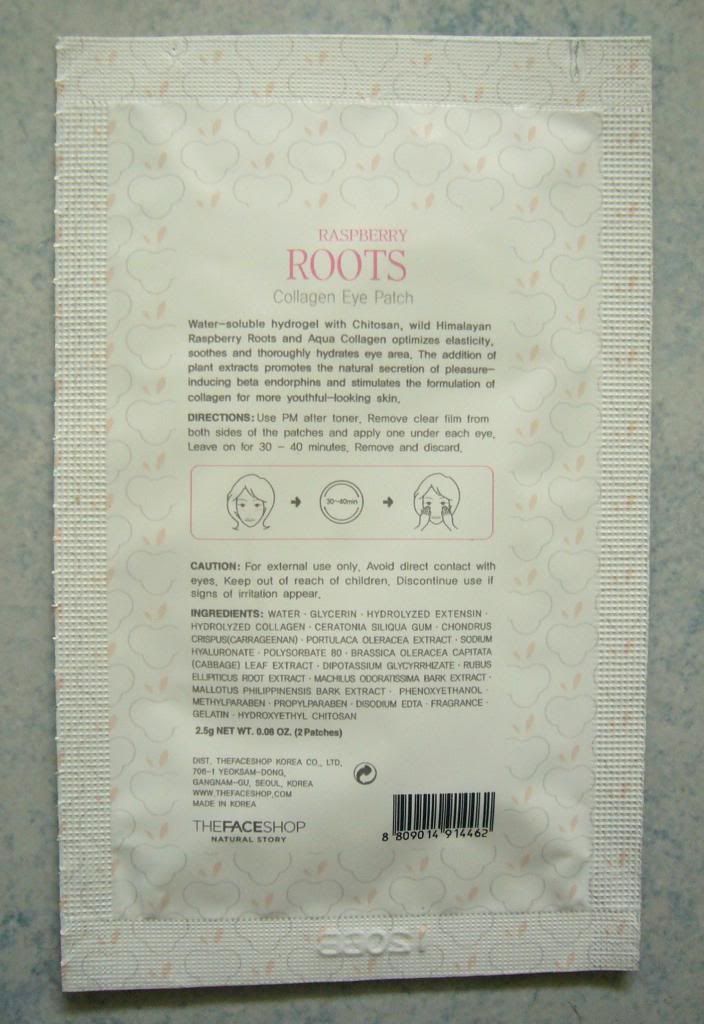 RASPBERRY
ROOTS
Collagen Eye Patch
Water-soluble hydrogel with Chitosan, wild Himalayan
Raspberry Roots and Aqua Collagen optimizes elasticity,
soothes and thoroughly hydrates eye area. The addition of
plant extracts promotes the natural secretion of pleasure-
inducing beta endorphins and stimulates the formulation of
collagen for more youthful-looking skin.
DIRECTIONS: Use PM after toner. Remove clear film from
both sides of the patches and apply one under each eye.
Leave on for 30 - 40 minutes. Remove and discard.
30~40min
CAUTION: For external use only. Avoid direct contact with
eyes. Keep out of reach of children. Discontinue use if
signs of irritation appear.
INGREDIENTS: WATER · GLYCERIN · HYDROLYZED EXTENSIN ·
HYDROLYZED COLLAGEN · CERATONIA SILIQUA GUM · CHONDRUS
CRISPUS(CARRAGEENAN) · PORTULACA OLERACEA EXTRACT · SODIUM
HYALURONATE · POLYSORBATE 80 · BRASSICA OLERACEA CAPITATA
(CABBAGE) LEAF EXTRACT · DIPOTASSIUM GLYCYRRHIZATE · RUBUS
ELLIPITICUS ROOT EXTRACT · MACHILUS ODORATISSIMA BARK EXTRACT ·
MALLOTUS PHILIPPINENSIS BARK EXTRACT · PHENOXYETHANOL ·
METHYLPARABEN · PROPYLPARABEN · DISODIUM EDTA · FRAGRANCE ·
GELATIN · HYDROXYETHYL CHITOSAN
2.5g NET WT. 0.08 OZ. (2 Patches)
DIST. THEFACESHOP KOREA CO., LTD,
706-1 YEOKSAM-DONG,
GANGNAM-GU, SEOUL, KOREA
WWW.THEFACESHOP.COM
MADE IN KOREA
THEFACESHOP
NATURAL STORY
8 809014 914462